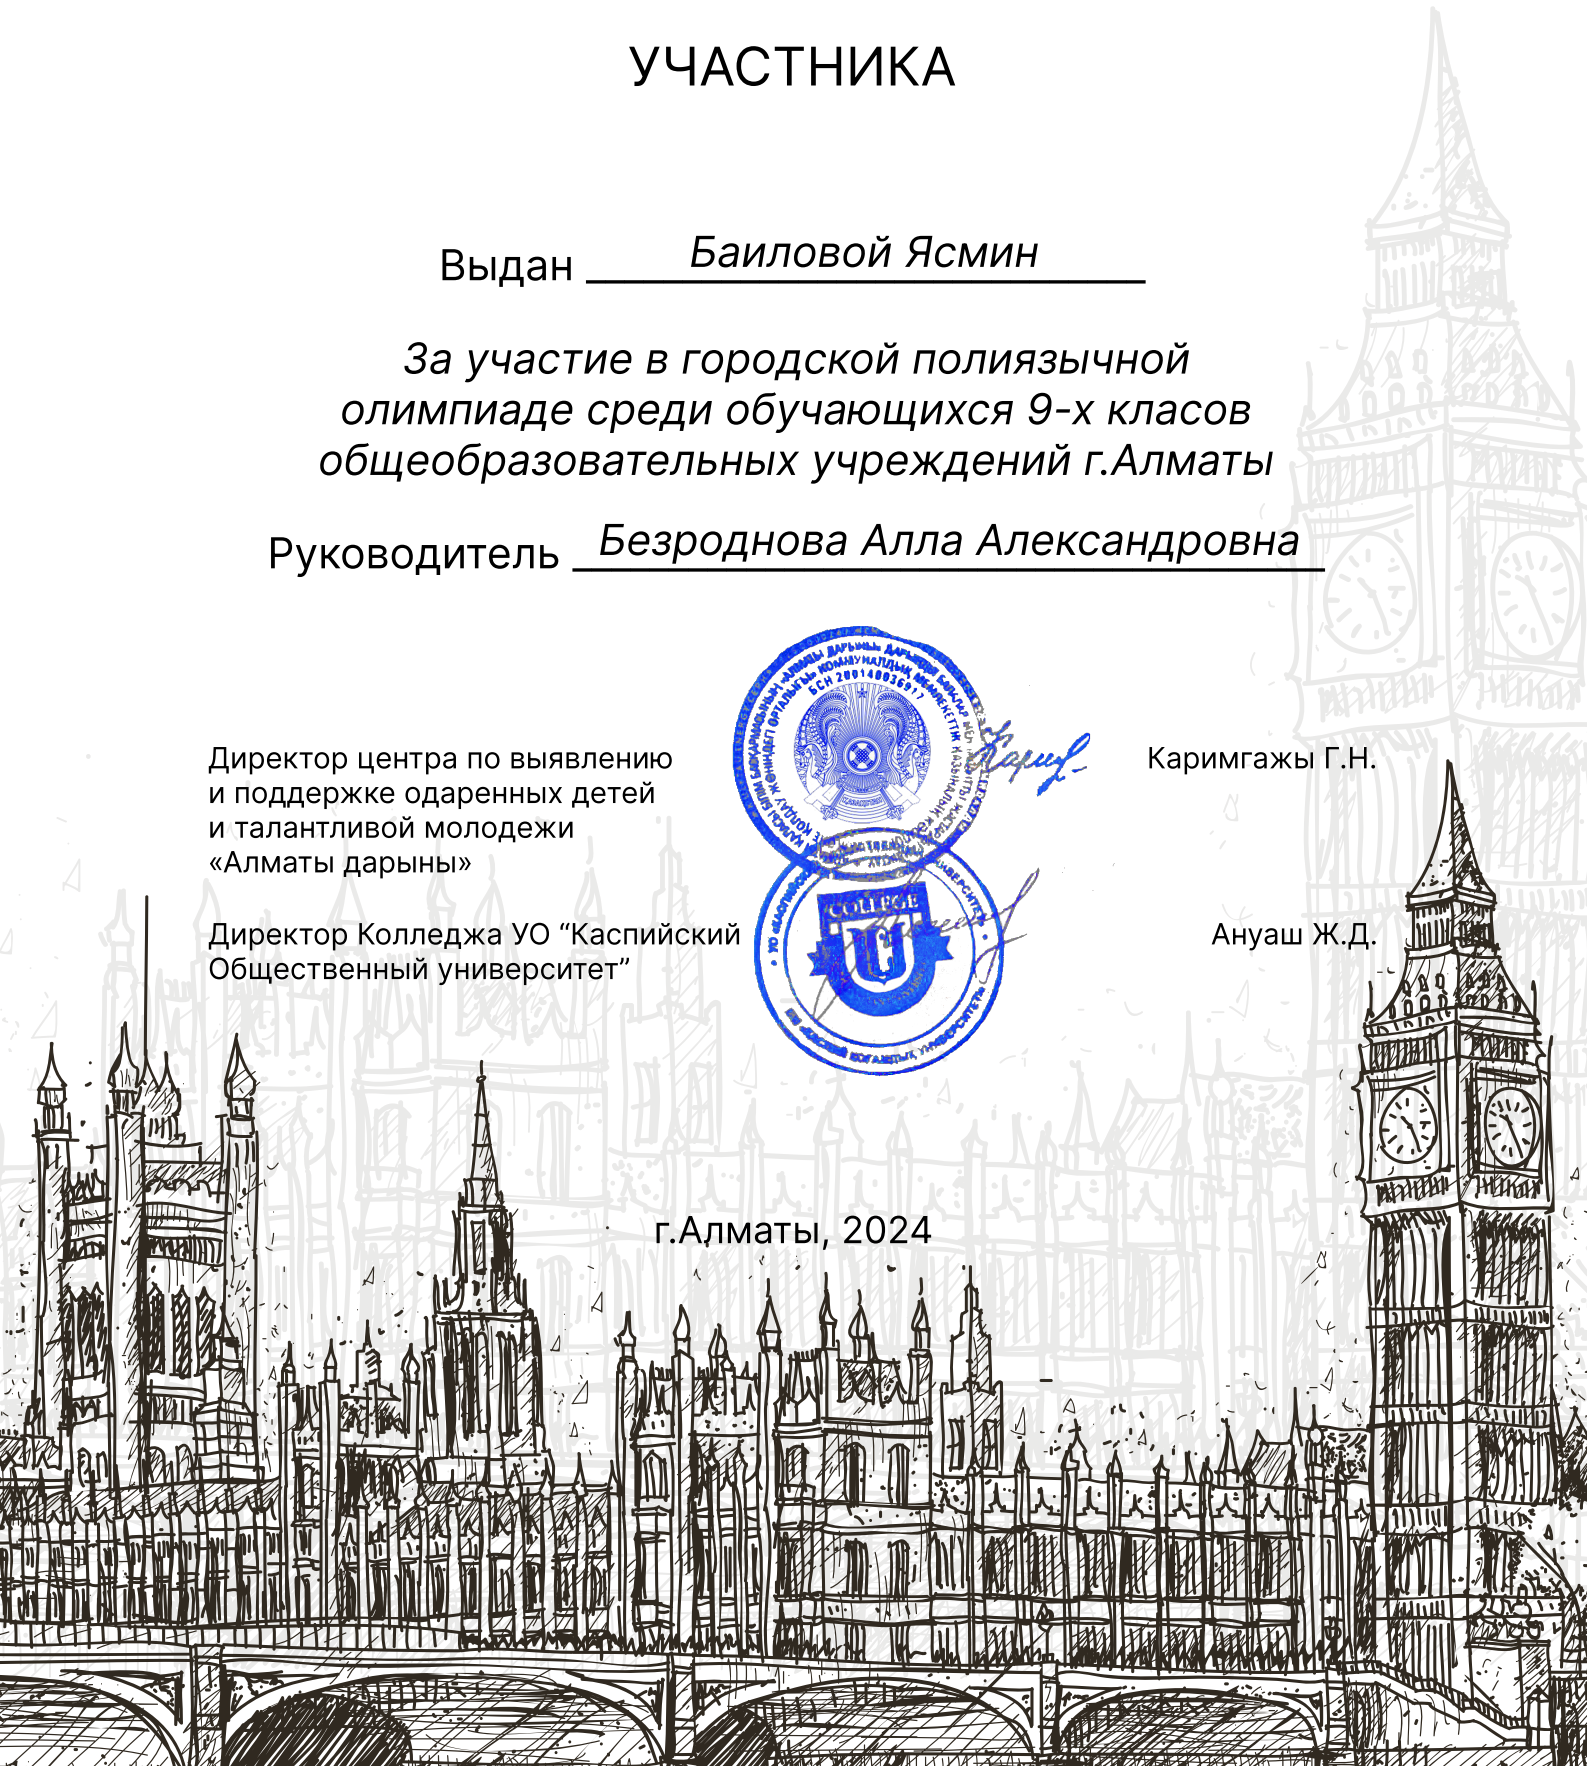 УЧАСТНИКА
Выдан Баиловой Ясмин
За участие в городской полиязычной
олимпиаде среди обучающихся 9-х класов
общеобразовательных учреждений г.Алматы
Руководитель Безроднова Алла Александровна
Директор центра по выявлению
и поддержке одаренных детей
и талантливой молодежи
«Алматы дарыны»
Каримгажы Г.Н.
БСН 200140036917
COLLEGE
Директор Колледжа УО “Каспийский
Общественный университет”
Ануаш Ж.Д.
г.Алматы, 2024